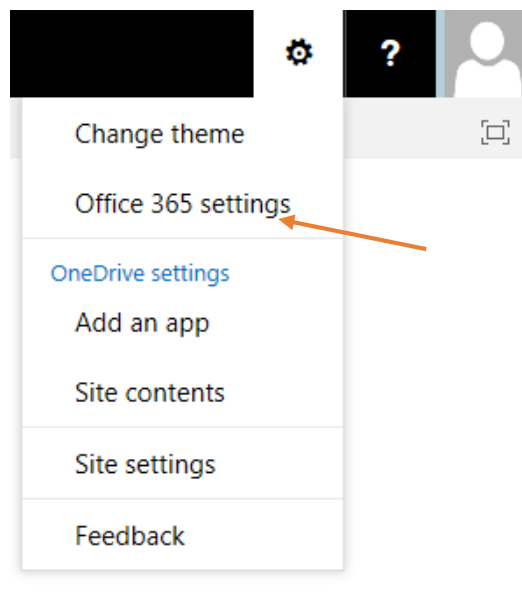 ?
Change theme
Office 365 settings
OneDrive settings
Add an app
Site contents
Site settings
Feedback